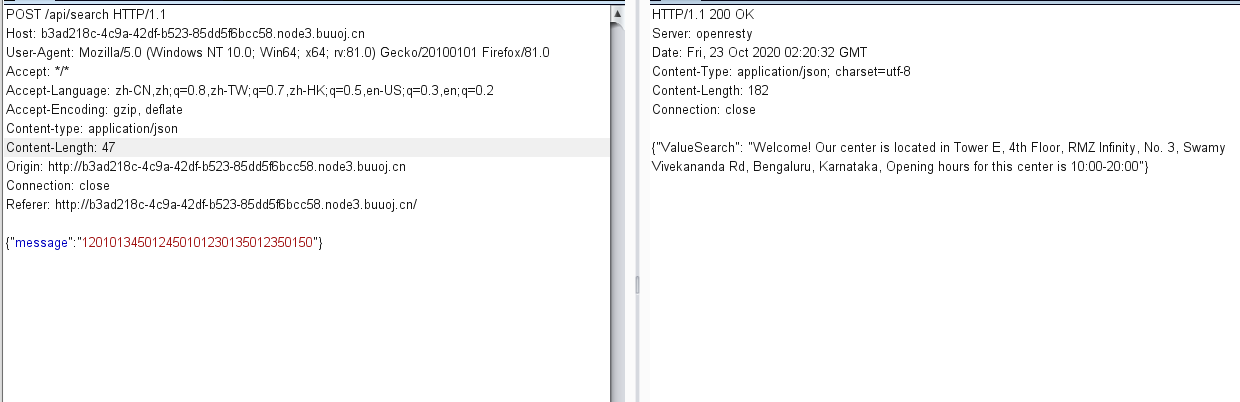 POST /api/search HTTP/1.1
Host: b3ad218c-4c9a-42df-b523-85dd5f6bcc58.node3.buuoj.cn
User-Agent: Mozilla/5.0 (Windows NT 10.0; Win64; x64; rv:81.0) Gecko/20100101 Firefox/81.0
Accept: */*
Accept-Language: zh-CN,zh;q=0.8,zh-TW;q=0.7,zh-HK;q=0.5,en-US;q=0.3,en;q=0.2
Accept-Encoding: gzip, deflate
Content-type: application/json
Content-Length: 47
Origin: http://b3ad218c-4c9a-42df-b523-85dd5f6bcc58.node3.buuoj.cn
Connection: close
Referer: http://b3ad218c-4c9a-42df-b523-85dd5f6bcc58.node3.buuoj.cn/
{"message":"12010134501245010123013501235015​0"}
HTTP/1.1 200 OK
Server: openresty
Date: Fri, 23 Oct 2020 02:20:32 GMT
Content-Type: application/json; charset=utf-8
Content-Length: 182
Connection: close
{"ValueSearch": "Welcome! Our center is located in Tower E, 4th Floor, RMZ Infinity, No. 3, Swamy
Vivekananda Rd, Bengaluru, Karnataka, Opening hours for this center is 10:00-20:00"}